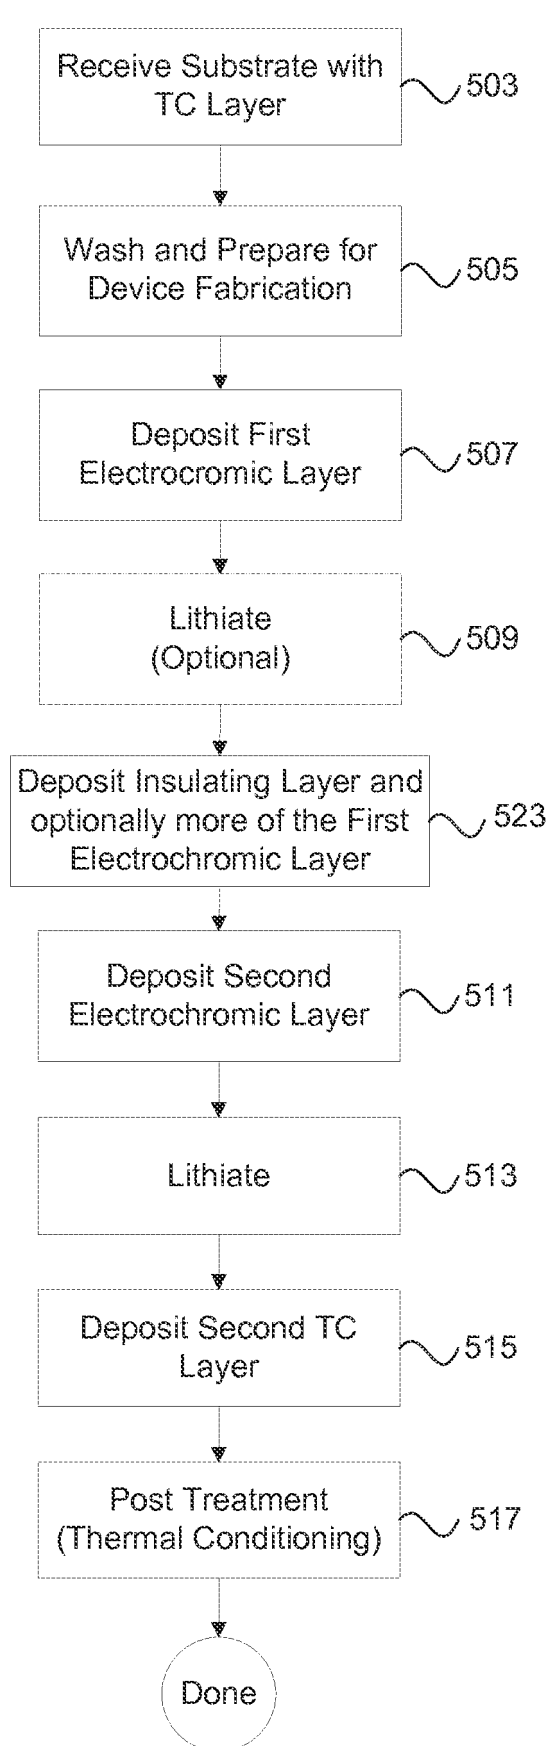 Receive Substrate with
TC Layer
503
Wash and Prepare for
Device Fabrication
505
Deposit First
Electrocromic Layer
507
Lithiate
(Optional)
509
Deposit Insulating Layer and
optionally more of the First
Electrochromic Layer
523
Deposit Second
Electrochromic Layer
511
Lithiate
513
Deposit Second TC
Layer
515
Post Treatment
(Thermal Conditioning)
517
Done